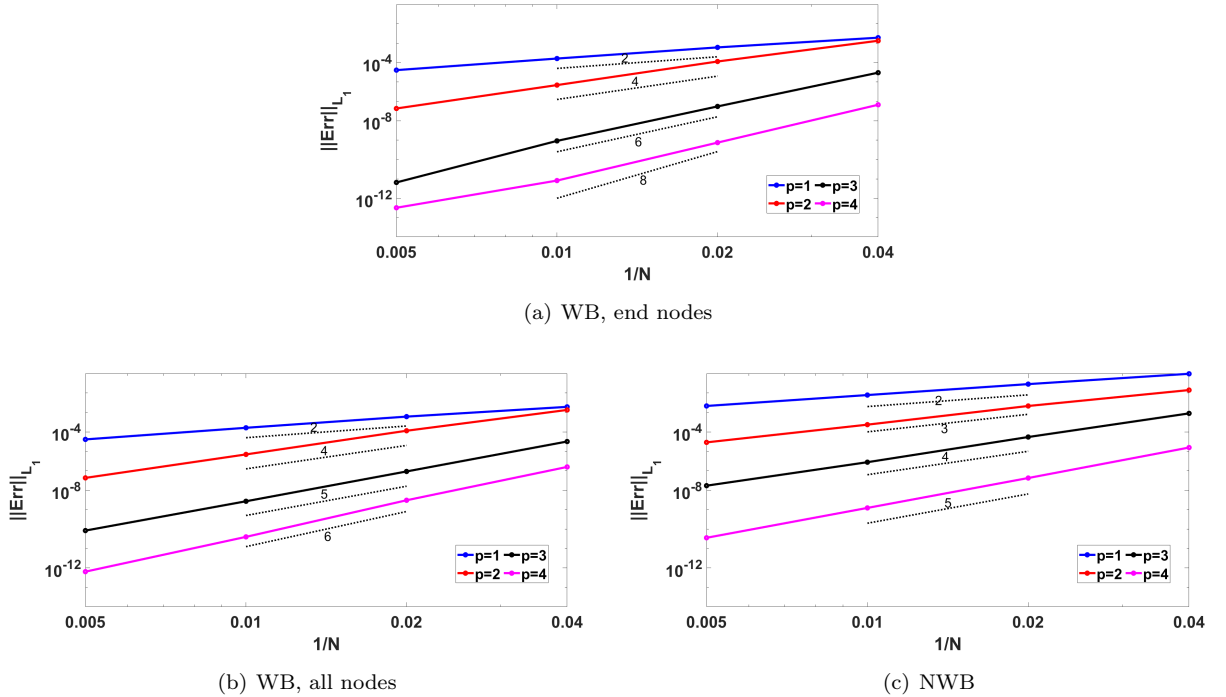 ||Err||L1
10-4
10-8
10-12
2
4
6
8
p=1 p=3
p=2 p=4
0.005 0.01 0.02 0.04
1/N
(a) WB, end nodes
||Err||L1
10-4
10-8
10-12
2
4
5
6
p=1 p=3
p=2 p=4
0.005 0.01 0.02 0.04
1/N
(b) WB, all nodes
||Err||L1
10-4
10-8
10-12
2
3
4
5
p=1 p=3
p=2 p=4
0.005 0.01 0.02 0.04
1/N
(c) NWB